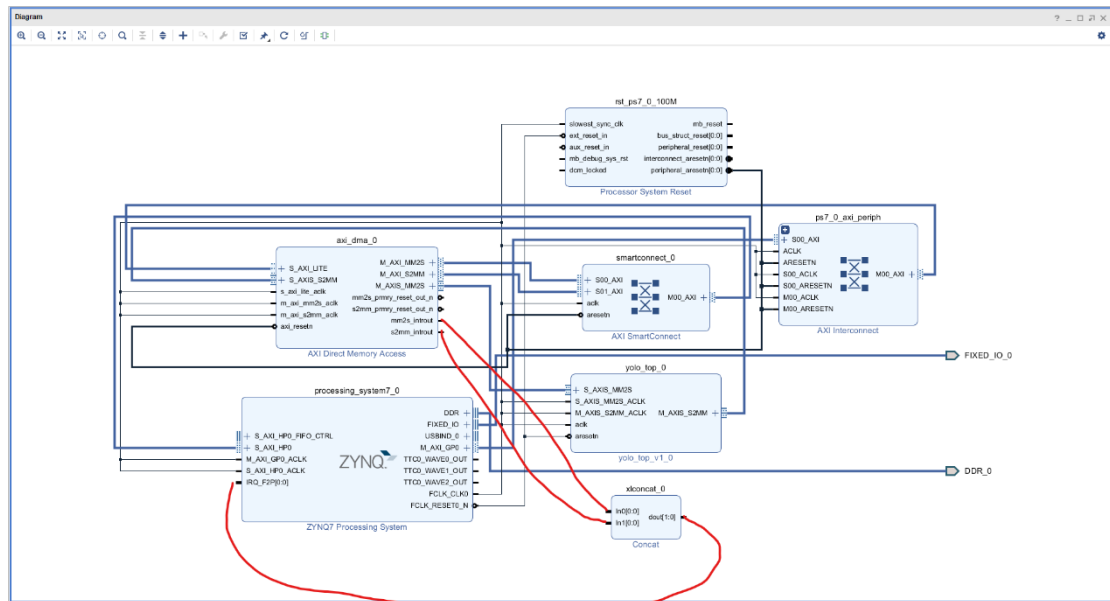 Diagram
rst_ps7_0_100M
slowest_sync_clk
ext_reset_in
aux_reset_in
mb_debug_sys_rst
dcm_locked
mb_reset
bus_struct_reset[0:0]
peripheral_reset[0:0]
interconnect_aresetn[0:0]
peripheral_aresetn[0:0]
Processor System Reset
ps7_0_axi_periph
S00_AXI
ACLK
ARESETN
S00_ACLK
S00_ARESETN
M00_ACLK
M00_ARESETN
M00_AXI
AXI Interconnect
axi_dma_0
S_AXI_LITE
S_AXIS_S2MM
s_axi_lite_aclk
m_axi_mm2s_aclk
m_axi_s2mm_aclk
axi_resetn
M_AXI_MM2S
M_AXI_S2MM
M_AXIS_MM2S
mm2s_prmry_reset_out_n
s2mm_prmry_reset_out_n
mm2s_introut
s2mm_introut
AXI Direct Memory Access
smartconnect_0
S00_AXI
S01_AXI
aclk
aresetn
M00_AXI
AXI SmartConnect
FIXED_IO_0
processing_system7_0
S_AXI_HP0_FIFO_CTRL
S_AXI_HP0
M_AXI_GP0_ACLK
S_AXI_HP0_ACLK
IRQ_F2P[0:0]
ZYNQ
DDR
FIXED_IO
USBIND_0
M_AXI_GP0
TTC0_WAVE0_OUT
TTC0_WAVE1_OUT
TTC0_WAVE2_OUT
FCLK_CLK0
FCLK_RESET0_N
ZYNQ7 Processing System
yolo_top_0
S_AXIS_MM2S
S_AXIS_MM2S_ACLK
M_AXIS_S2MM_ACLK
aclk
aresetn
M_AXIS_S2MM
yolo_top_v1_0
DDR_0
xlconcat_0
In0[0:0]
In1[0:0]
dout[1:0]
Concat